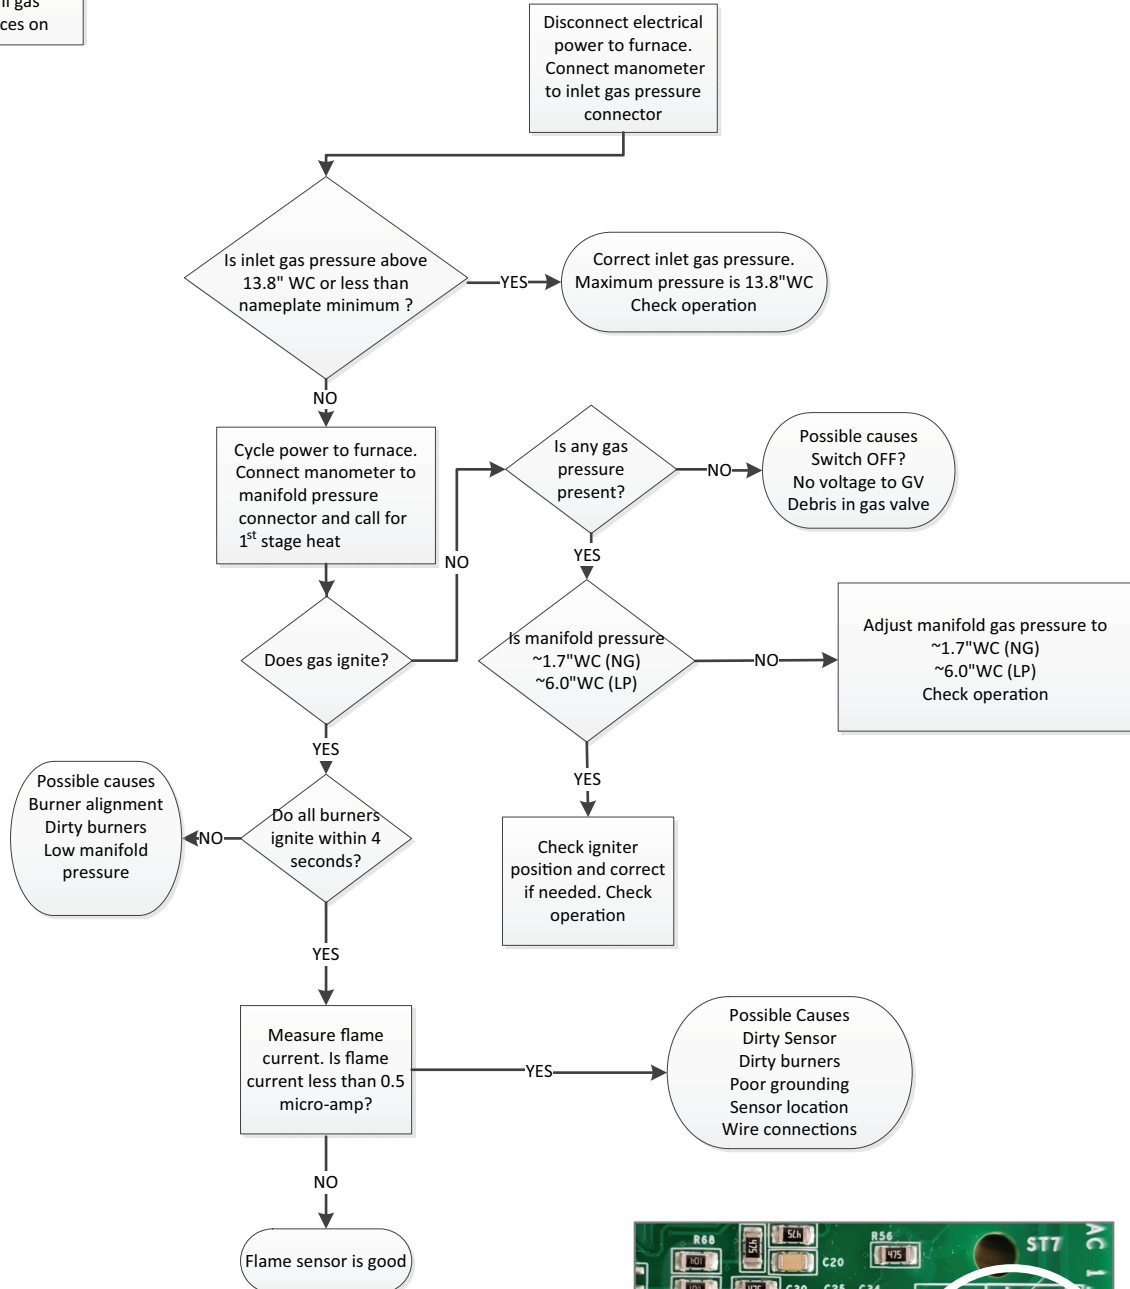 gas
ces on
Disconnect electrical
power to furnace.
Connect manometer
to inlet gas pressure
connector
Is inlet gas pressure above
13.8" WC or less than
nameplate minimum ?
YES
Correct inlet gas pressure.
Maximum pressure is 13.8"WC
Check operation
NO
Cycle power to furnace.
Connect manometer to
manifold pressure
connector and call for
1st stage heat
NO
Is any gas
pressure
present?
NO
Possible causes
Switch OFF?
No voltage to GV
Debris in gas valve
YES
Does gas ignite?
Is manifold pressure
~1.7"WC (NG)
~6.0"WC (LP)
NO
Adjust manifold gas pressure to
~1.7"WC (NG)
~6.0"WC (LP)
Check operation
YES
YES
Do all burners
ignite within 4
seconds?
NO
Possible causes
Burner alignment
Dirty burners
Low manifold
pressure
Check igniter
position and correct
if needed. Check
operation
YES
Measure flame
current. Is flame
current less than 0.5
micro-amp?
YES
Possible Causes
Dirty Sensor
Dirty burners
Poor grounding
Sensor location
Wire connections
NO
Flame sensor is good
R68
475
475
C20
R56
475
ST7
AC